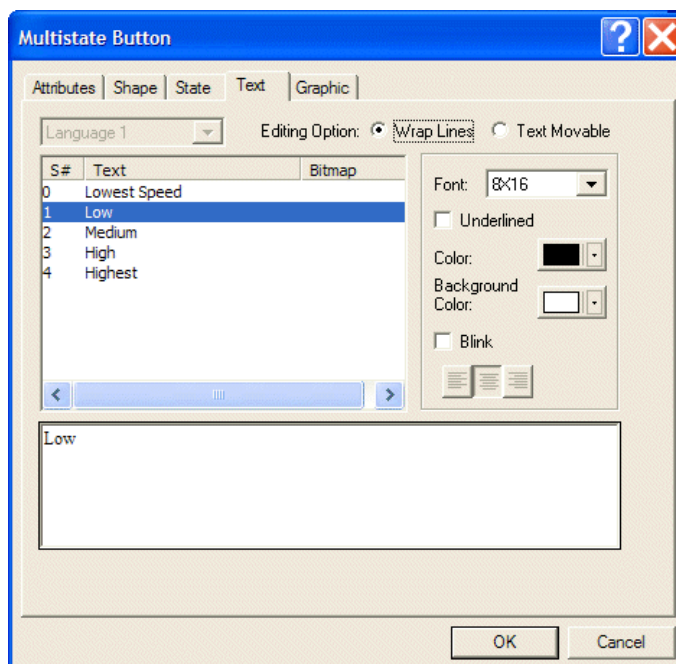 Multistate Button
Attributes Shape State Text Graphic
Language 1 Editing Option: Wrap Lines Text Movable
S# Text Bitmap
0 Lowest Speed
1 Low
2 Medium
3 High
4 Highest
Font: 8X16
Underlined
Color:
Background
Color:
Blink
Low
OK Cancel